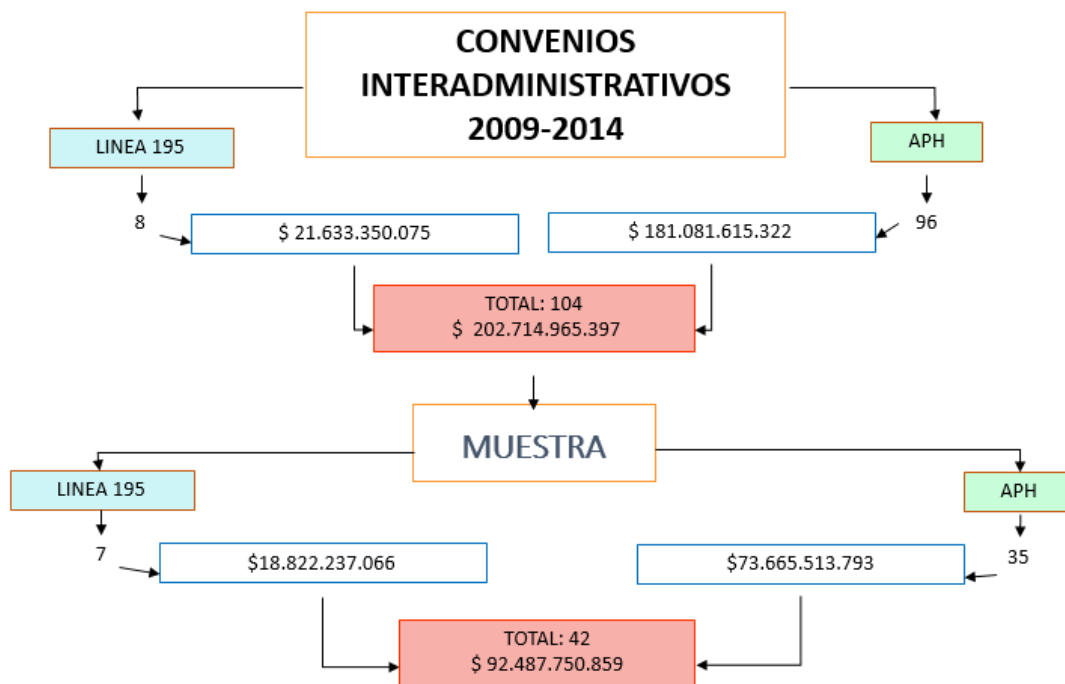 CONVENIOS
INTERADMINISTRATIVOS
2009-2014
LINEA 195
APH
8
96
$ 21.633.350.075
$ 181.081.615.322
TOTAL: 104
$ 202.714.965.397
MUESTRA
LINEA 195
APH
7
35
$18.822.237.066
$73.665.513.793
TOTAL: 42
$ 92.487.750.859